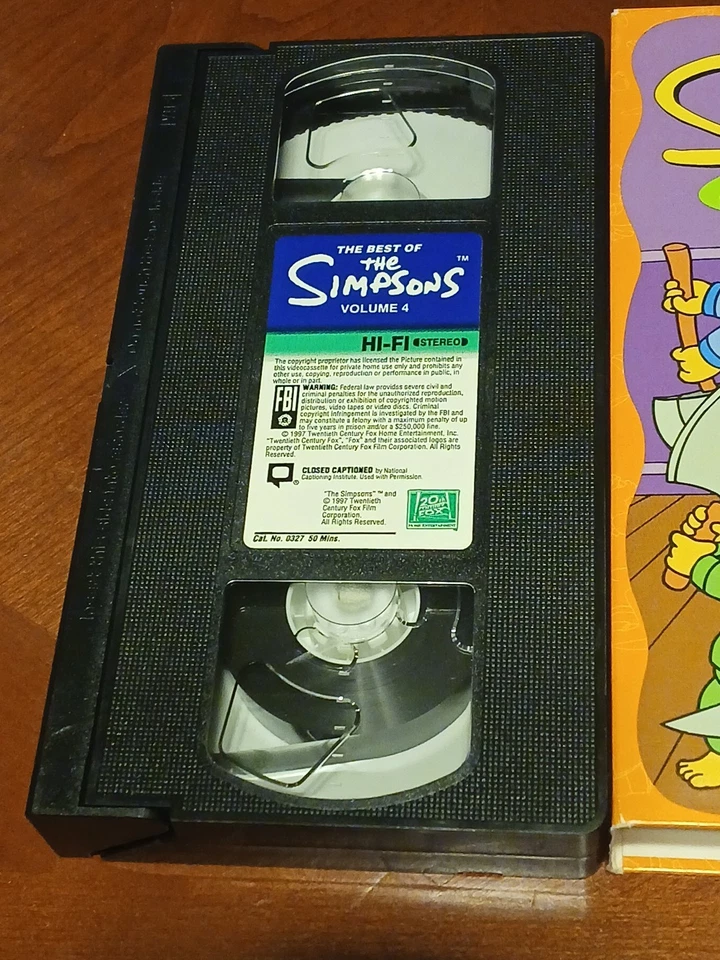 THE BEST OF
the
SIMPSONS™
VOLUME 4
HI-FI STEREO
The copyright proprietor has licensed the Picture contained in
this videocassette for private home use only and prohibits any
other use, copying, reproduction or performance in public, in
whole or in part.
FBI
WARNING: Federal law provides severe civil and
criminal penalties for the unauthorized reproduction,
distribution or exhibition of copyrighted motion
pictures, video tapes or video discs. Criminal
copyright infringement is investigated by the FBI and
may constitute a felony with a maximum penalty of up
to five years in prison and/or a $250,000 fine.
© 1997 Twentieth Century Fox Home Entertainment, Inc.
"Twentieth Century Fox", "Fox" and their associated logos are
property of Twentieth Century Fox Film Corporation. All Rights
Reserved.
CLOSED CAPTIONED by National
Captioning Institute. Used with Permission.
"The Simpsons" ™ and
© 1997 Twentieth
Century Fox Film
Corporation.
All Rights Reserved.
20th
CENTURY
FOX
HOME ENTERTAINMENT
Cat. No. 0327 50 Mins.